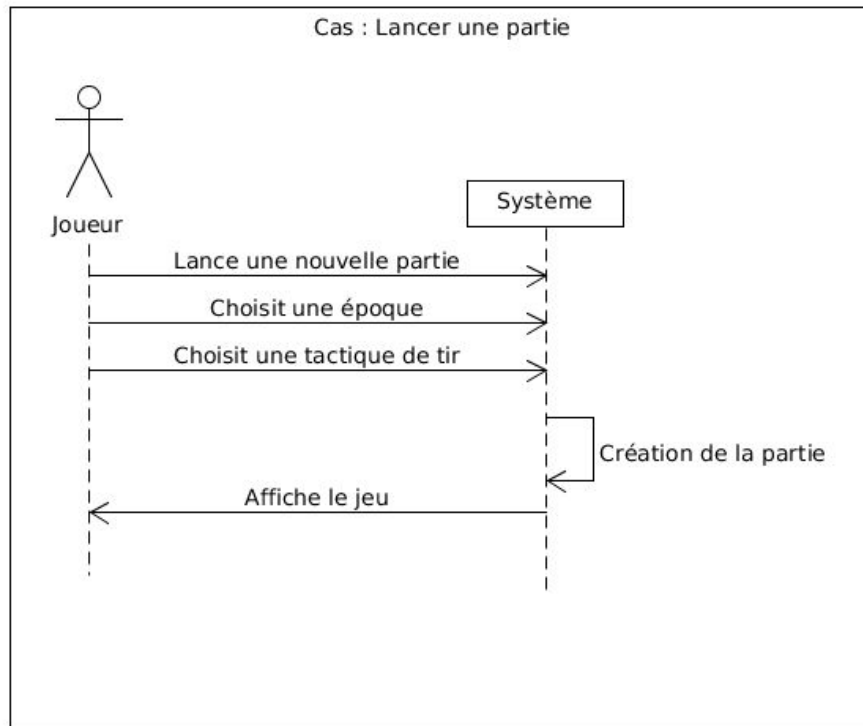 Cas : Lancer une partie
Système
Joueur
Lance une nouvelle partie
Choisit une époque
Choisit une tactique de tir
Création de la partie
Affiche le jeu